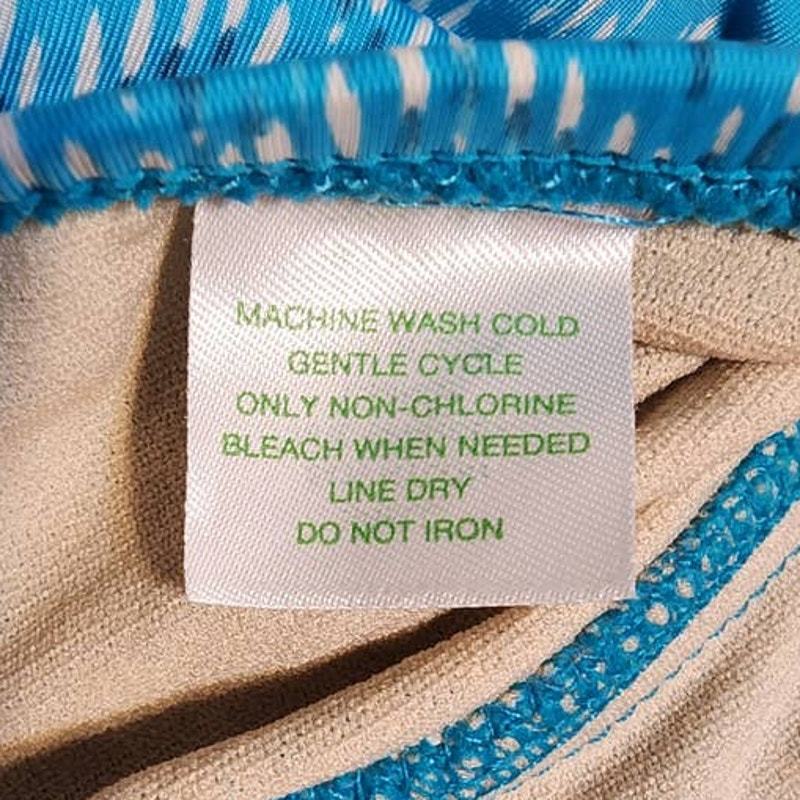 MACHINE WASH COLD
GENTLE CYCLE
ONLY NON-CHLORINE
BLEACH WHEN NEEDED
LINE DRY
DO NOT IRON